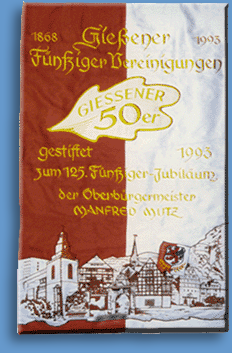 1868 Gießener 1993
Fünfziger Vereinigungen
GIESSENER
50er
gestiftet 1993
zum 125. Fünfziger-Jubiläum
der Oberbürgermeister
MANFRED MUTZ